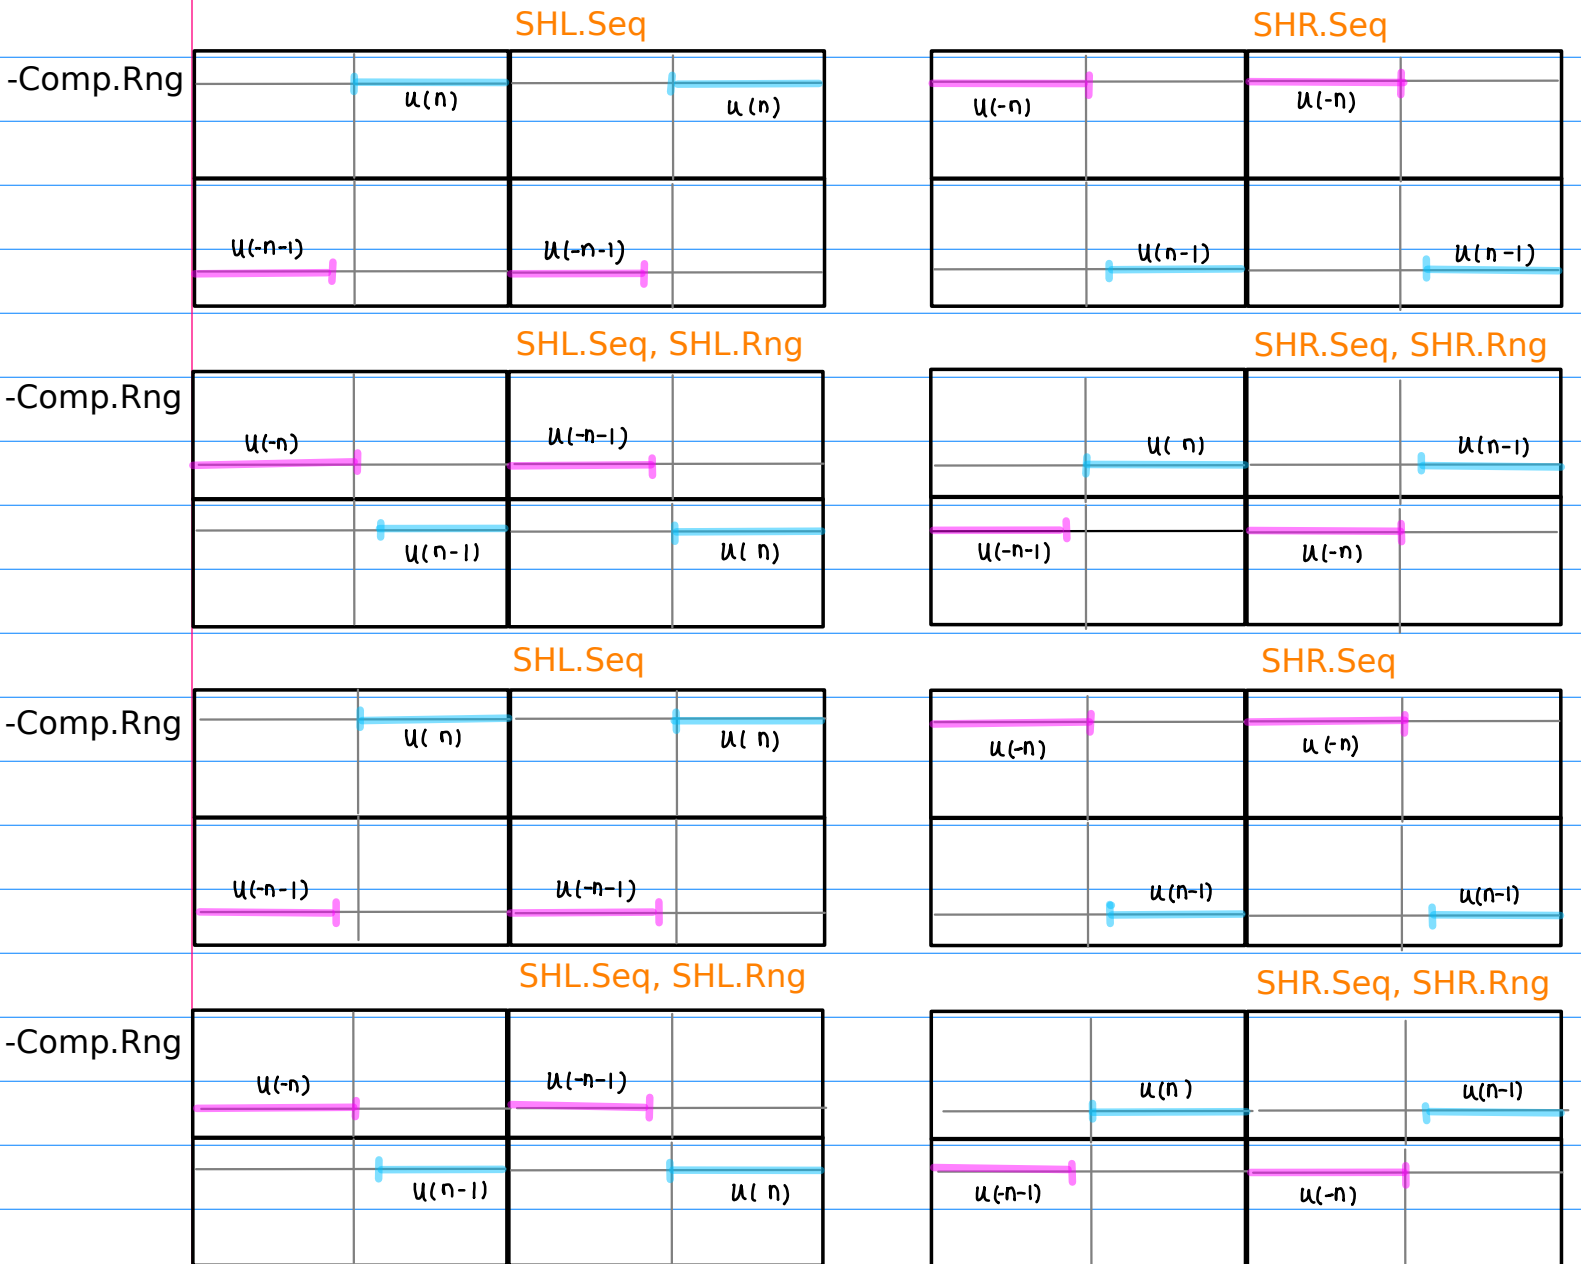 SHL.Seq SHR.Seq
-Comp.Rng
u(n) u(n) u(-n) u(-n)
u(-n-1) u(-n-1) u(n-1) u(n-1)
SHL.Seq, SHL.Rng SHR.Seq, SHR.Rng
-Comp.Rng
u(-n) u(-n-1) u( n) u(n-1)
u(n-1) u( n) u(-n-1) u(-n)
SHL.Seq SHR.Seq
-Comp.Rng
u( n) u( n) u(-n) u(-n)
u(-n-1) u(-n-1) u(n-1) u(n-1)
SHL.Seq, SHL.Rng SHR.Seq, SHR.Rng
-Comp.Rng
u(-n) u(-n-1) u(n) u(n-1)
u(n-1) u( n) u(-n-1) u(-n)